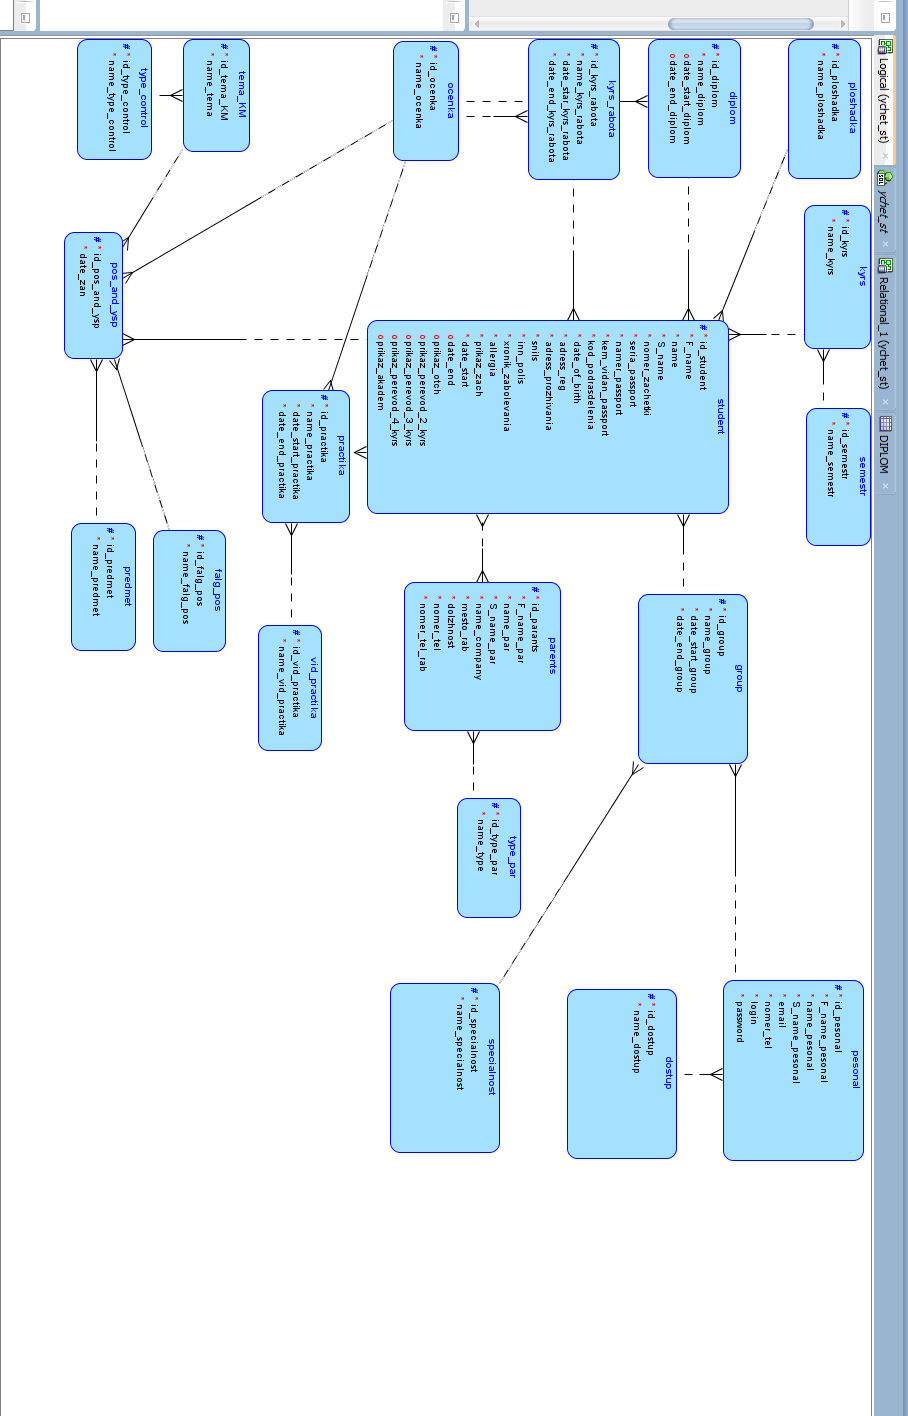 Logical (ychet_st)
ychet_st
Relational_1 (ychet_st)
DIPLOM
ploshadka
# * id_ploshadka
* name_ploshadka
kyrs
# * id_kyrs
* name_kyrs
semestr
# * id_semestr
* name_semestr
diplom
# * id_diplom
* name_diplom
o date_start_diplom
o date_end_diplom
kyrs_rabota
# * id_kyrs_rabota
* name_kyrs_rabota
* date_star_kyrs_rabota
* date_end_kyrs_rabota
ocenka
# * id_ocenka
* name_ocenka
tema_KM
# * id_tema_KM
* name_tema
type_control
# * id_type_control
* name_type_control
student
# * id_student
* F_name
* name
* S_name
* nomer_zachetki
* seria_passport
* namer_passport
* kem_vidan_passport
* kod_podrasdelenia
* date_of_birth
* adress_reg
* adress_prozhivania
* snils
* inn_polis
* xronik_zabolevania
* allergia
* prikaz_zach
* date_start
o date_end
o prikaz_otch
o prikaz_perevod_2_kyrs
o prikaz_perevod_3_kyrs
o prikaz_perevod_4_kyrs
o prikaz_akadem
pos_and_ysp
# * id_pos_and_ysp
* date_zan
practika
# * id_practika
* name_practika
* date_start_practika
* date_end_practika
group
# * id_group
* name_group
* date_start_group
* date_end_group
parents
# * id_parants
* F_name_par
* name_par
* S_name_par
* name_company
* mesto_rab
* dolzhnost
* nomer_tel
* nomer_tel_rab
vid_practika
# * id_vid_practika
* name_vid_practika
falg_pos
# * id_falg_pos
* name_falg_pos
predmet
# * id_predmet
* name_predmet
type_par
# * id_type_par
* name_type
pesonal
# * id_pesonal
* F_name_pesonal
* name_pesonal
* S_name_pesonal
* email
* nomer_tel
* login
* password
dostup
# * id_dostup
* name_dostup
specialnost
# * id_specialnost
* name_specialnost